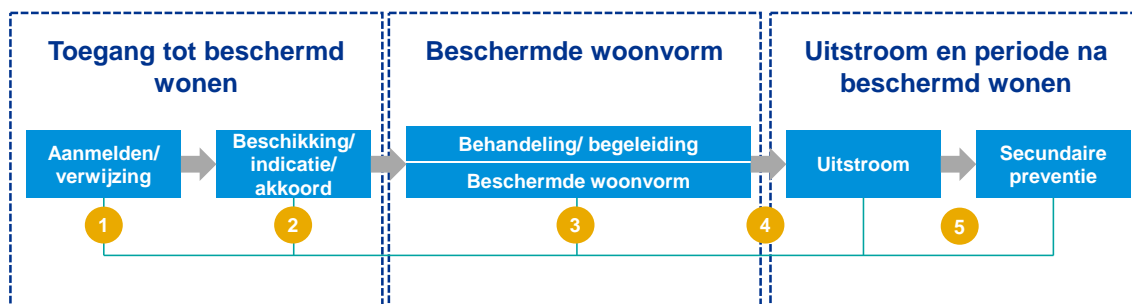 Toegang tot beschermd
wonen
Beschermde woonvorm
Uitstroom en periode na
beschermd wonen
Aanmelden/
verwijzing
Beschikking/
indicatie/
akkoord
Behandeling/ begeleiding
Beschermde woonvorm
Uitstroom
Secundaire
preventie
1
2
3
4
5